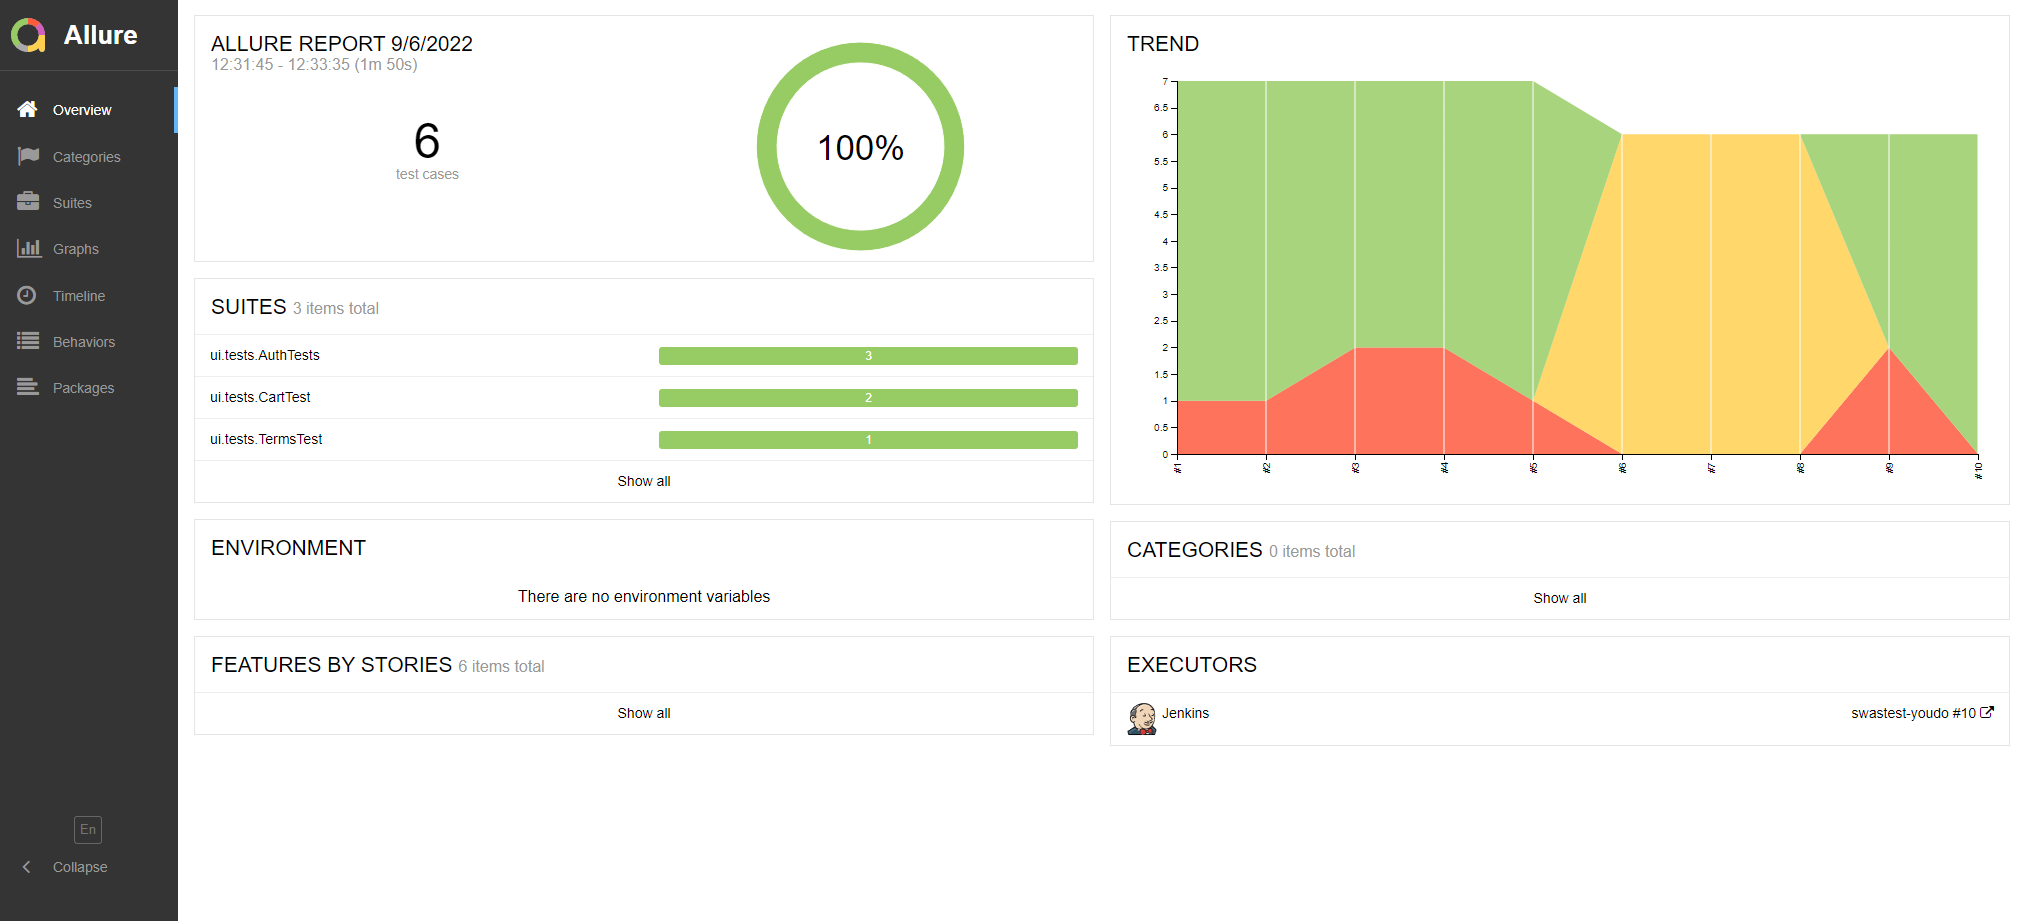 Allure
Overview
Categories
Suites
Graphs
Timeline
Behaviors
Packages
En
Collapse
ALLURE REPORT 9/6/2022
12:31:45 - 12:33:35 (1m 50s)
6
test cases
100%
SUITES 3 items total
ui.tests.AuthTests 3
ui.tests.CartTest 2
ui.tests.TermsTest 1
Show all
ENVIRONMENT
There are no environment variables
FEATURES BY STORIES 6 items total
Show all
TREND
7
6.5
6
5.5
5
4.5
4
3.5
3
2.5
2
1.5
1
0.5
0
#1 #2 #3 #4 #5 #6 #7 #8 #9 #10
CATEGORIES 0 items total
Show all
EXECUTORS
Jenkins swastest-youdo #10